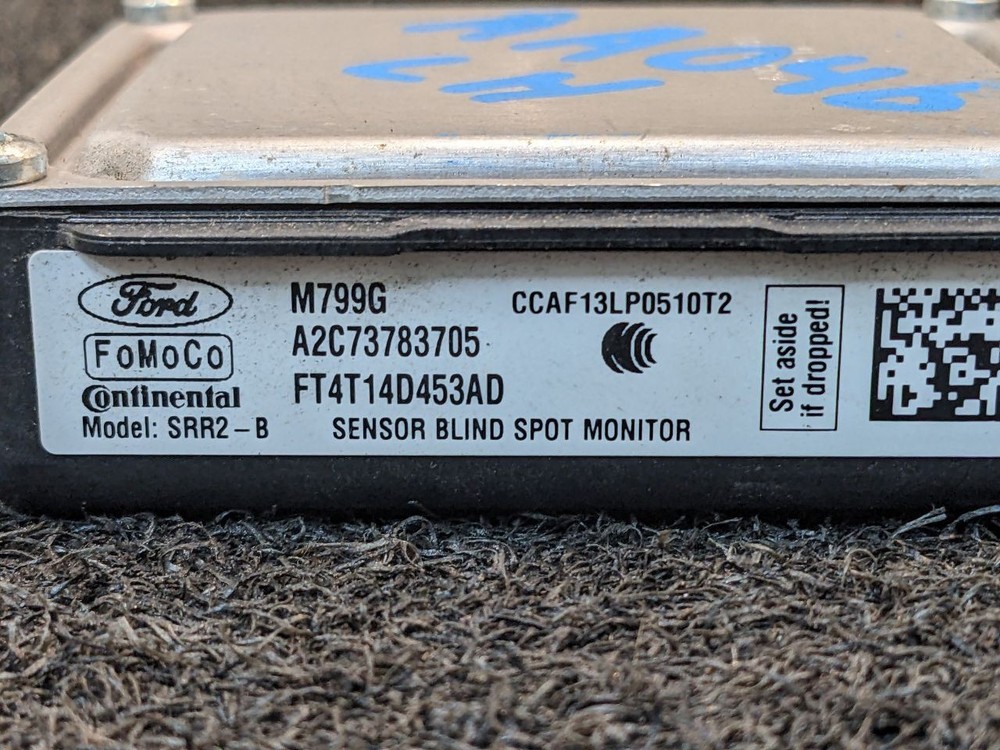 Ford
FoMoCo
Continental
Model: SRR2-B
M799G
A2C73783705
FT4T14D453AD
SENSOR BLIND SPOT MONITOR
CCAF13LP0510T2
Set aside
if dropped!